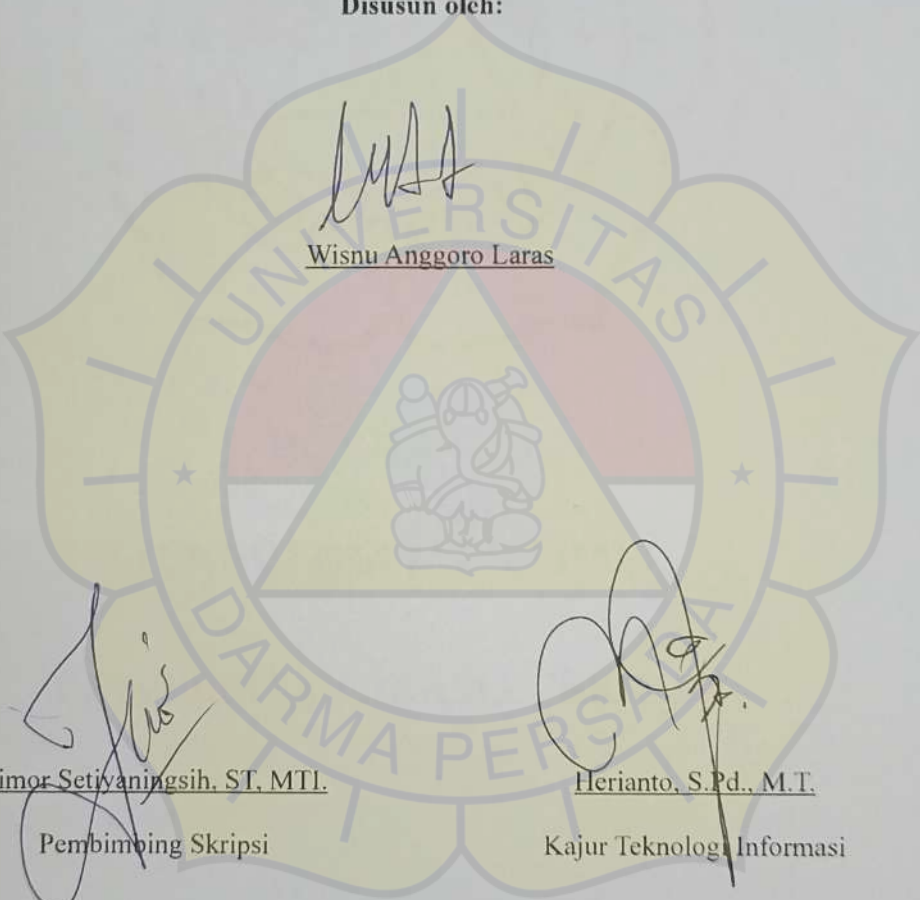 Disusun oleh:
UNIVERSITAS
Wisnu Anggoro Laras
DARMA PERSADA
imor Setiyaningsih, ST, MTI.
Herianto, S.Pd., M.T.
Pembimbing Skripsi
Kajur Teknologi Informasi